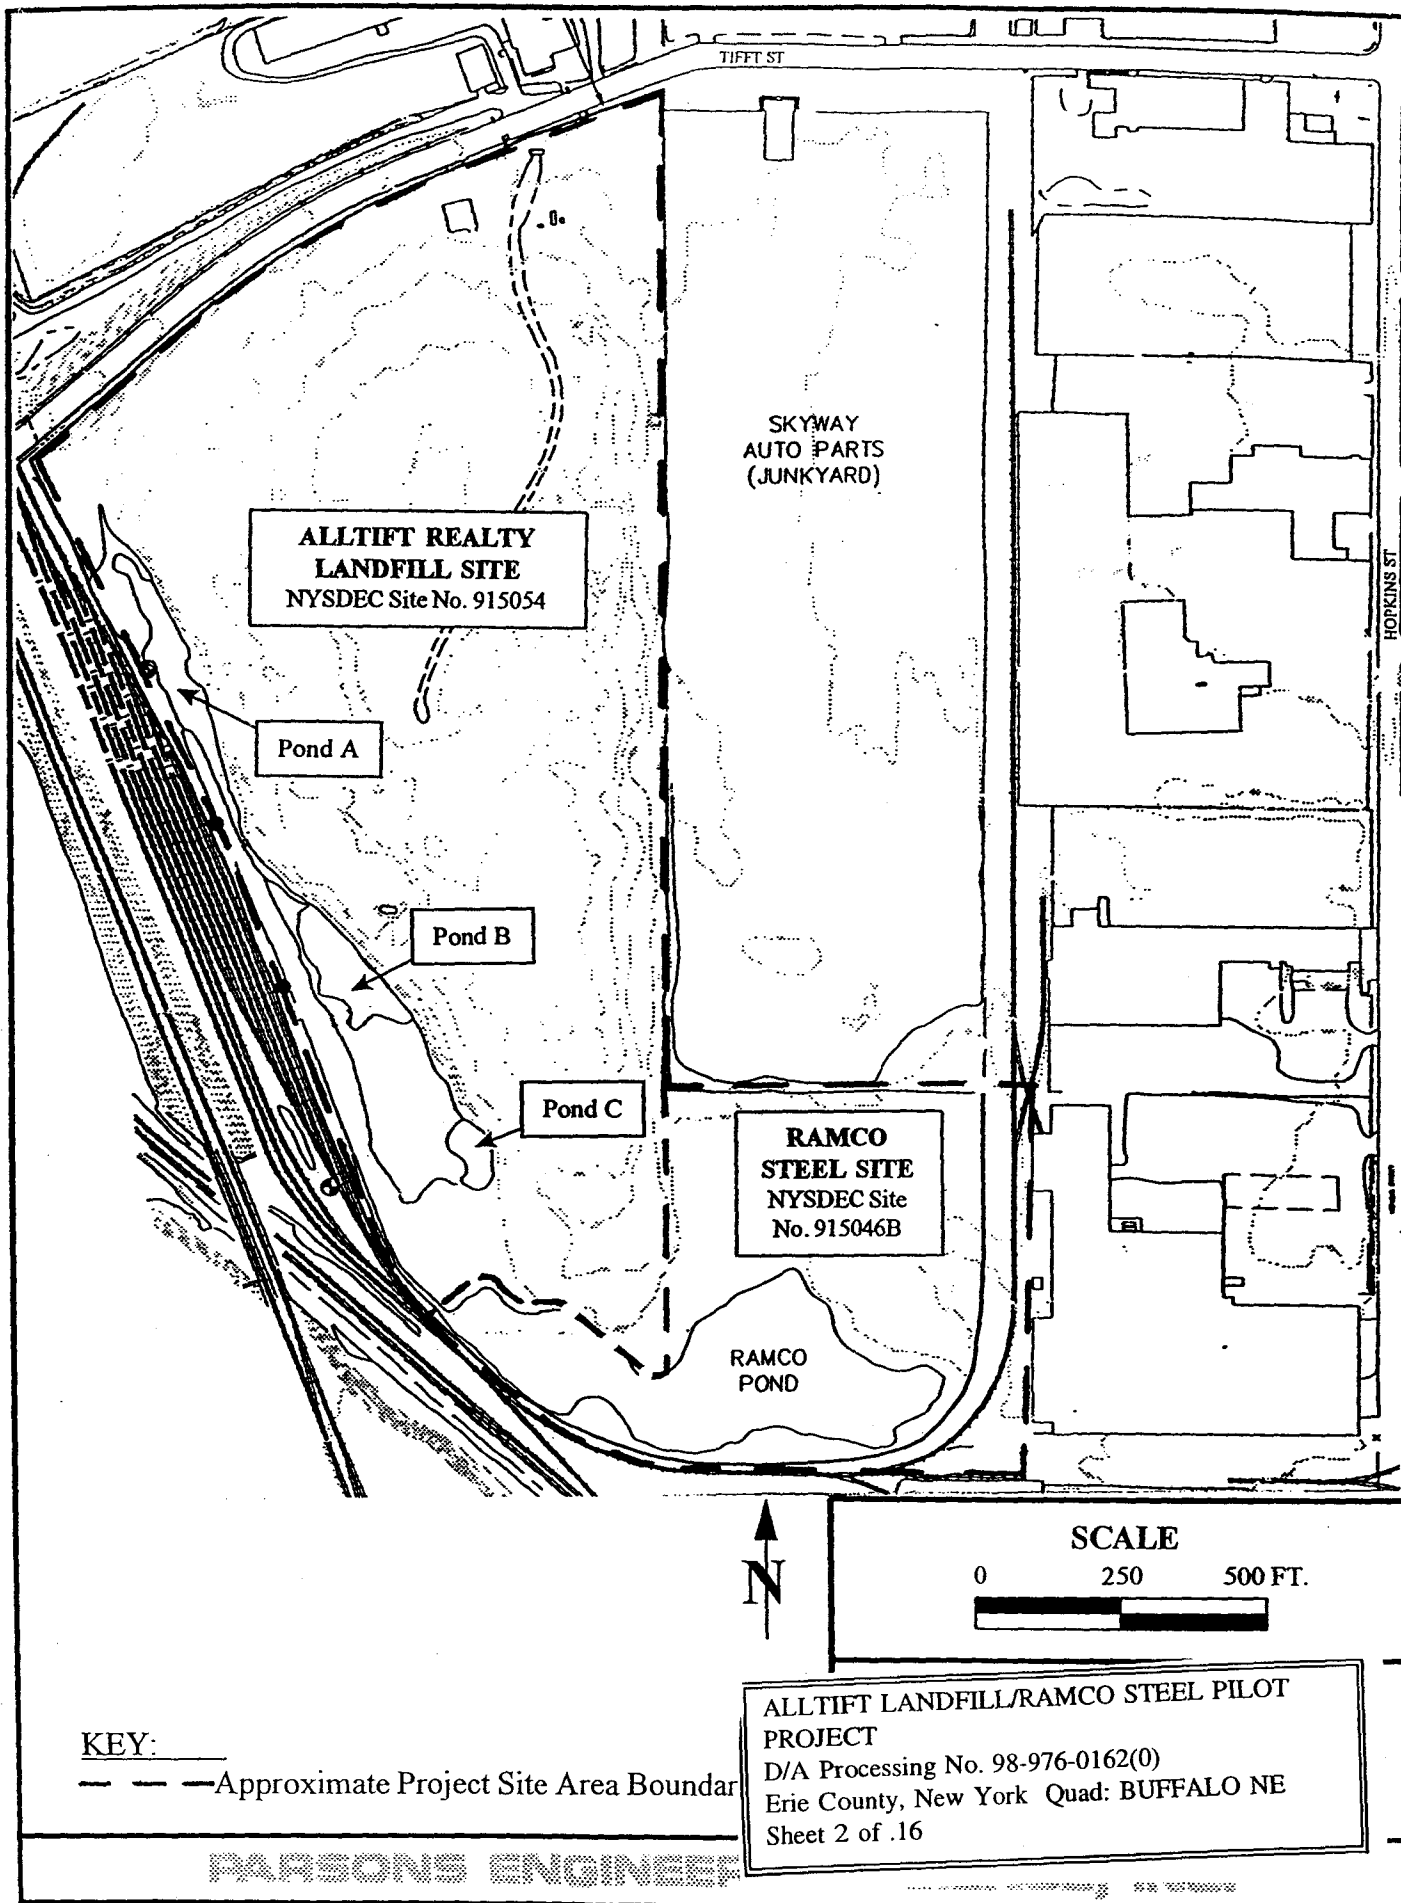 TIFFT ST
SKYWAY
AUTO PARTS
(JUNKYARD)
ALLTIFT REALTY
LANDFILL SITE
NYSDEC Site No. 915054
HOPKINS ST
Pond A
Pond B
Pond C
RAMCO
STEEL SITE
NYSDEC Site
No. 915046B
RAMCO
POND
N
SCALE
0 250 500 FT.
KEY:
Approximate Project Site Area Boundar
ALLTIFT LANDFILL/RAMCO STEEL PILOT
PROJECT
D/A Processing No. 98-976-0162(0)
Erie County, New York Quad: BUFFALO NE
Sheet 2 of .16
PARSONS ENGINEER